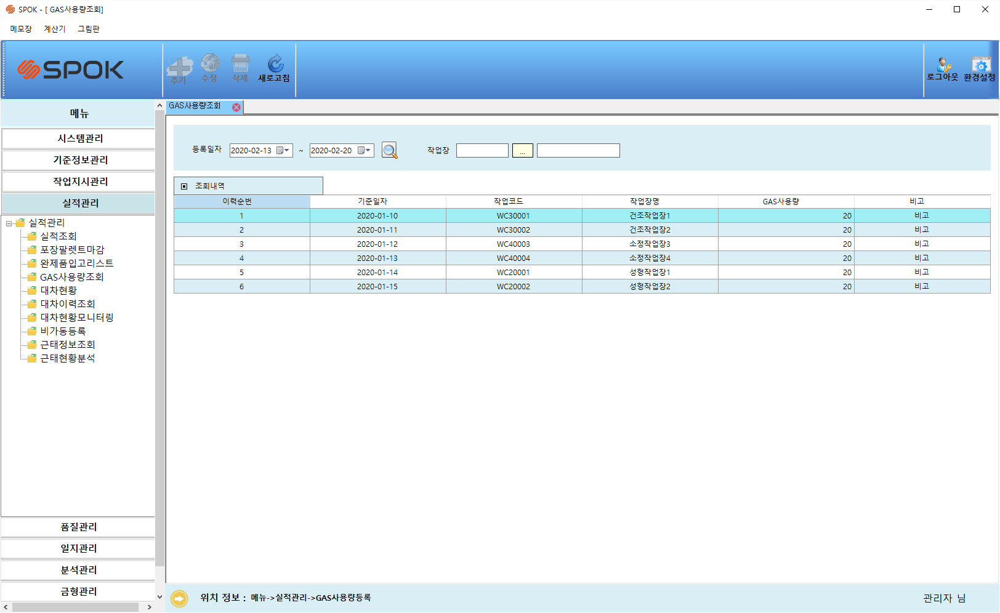 SPOK - [ GAS사용량조회]
메모장 계산기 그림판
SPOK
추가 수정 삭제 새로고침
로그아웃 환경설정
메뉴
시스템관리
기준정보관리
작업지시관리
실적관리
실적관리
실적조회
포장팔렛트마감
완제품입고리스트
GAS사용량조회
대차현황
대차이력조회
대차현황모니터링
비가동등록
근태정보조회
근태현황분석
품질관리
일지관리
분석관리
금형관리
GAS사용량조회
등록일자 2020-02-13 ~ 2020-02-20 작업장 ...
조회내역
이력순번 기준일자 작업코드 작업장명 GAS사용량 비고
1 2020-01-10 WC30001 건조작업장1 20 비고
2 2020-01-11 WC30002 건조작업장2 20 비고
3 2020-01-12 WC40003 소정작업장3 20 비고
4 2020-01-13 WC40004 소정작업장4 20 비고
5 2020-01-14 WC20001 성형작업장1 20 비고
6 2020-01-15 WC20002 성형작업장2 20 비고
위치 정보 : 메뉴->실적관리->GAS사용량등록
관리자 님